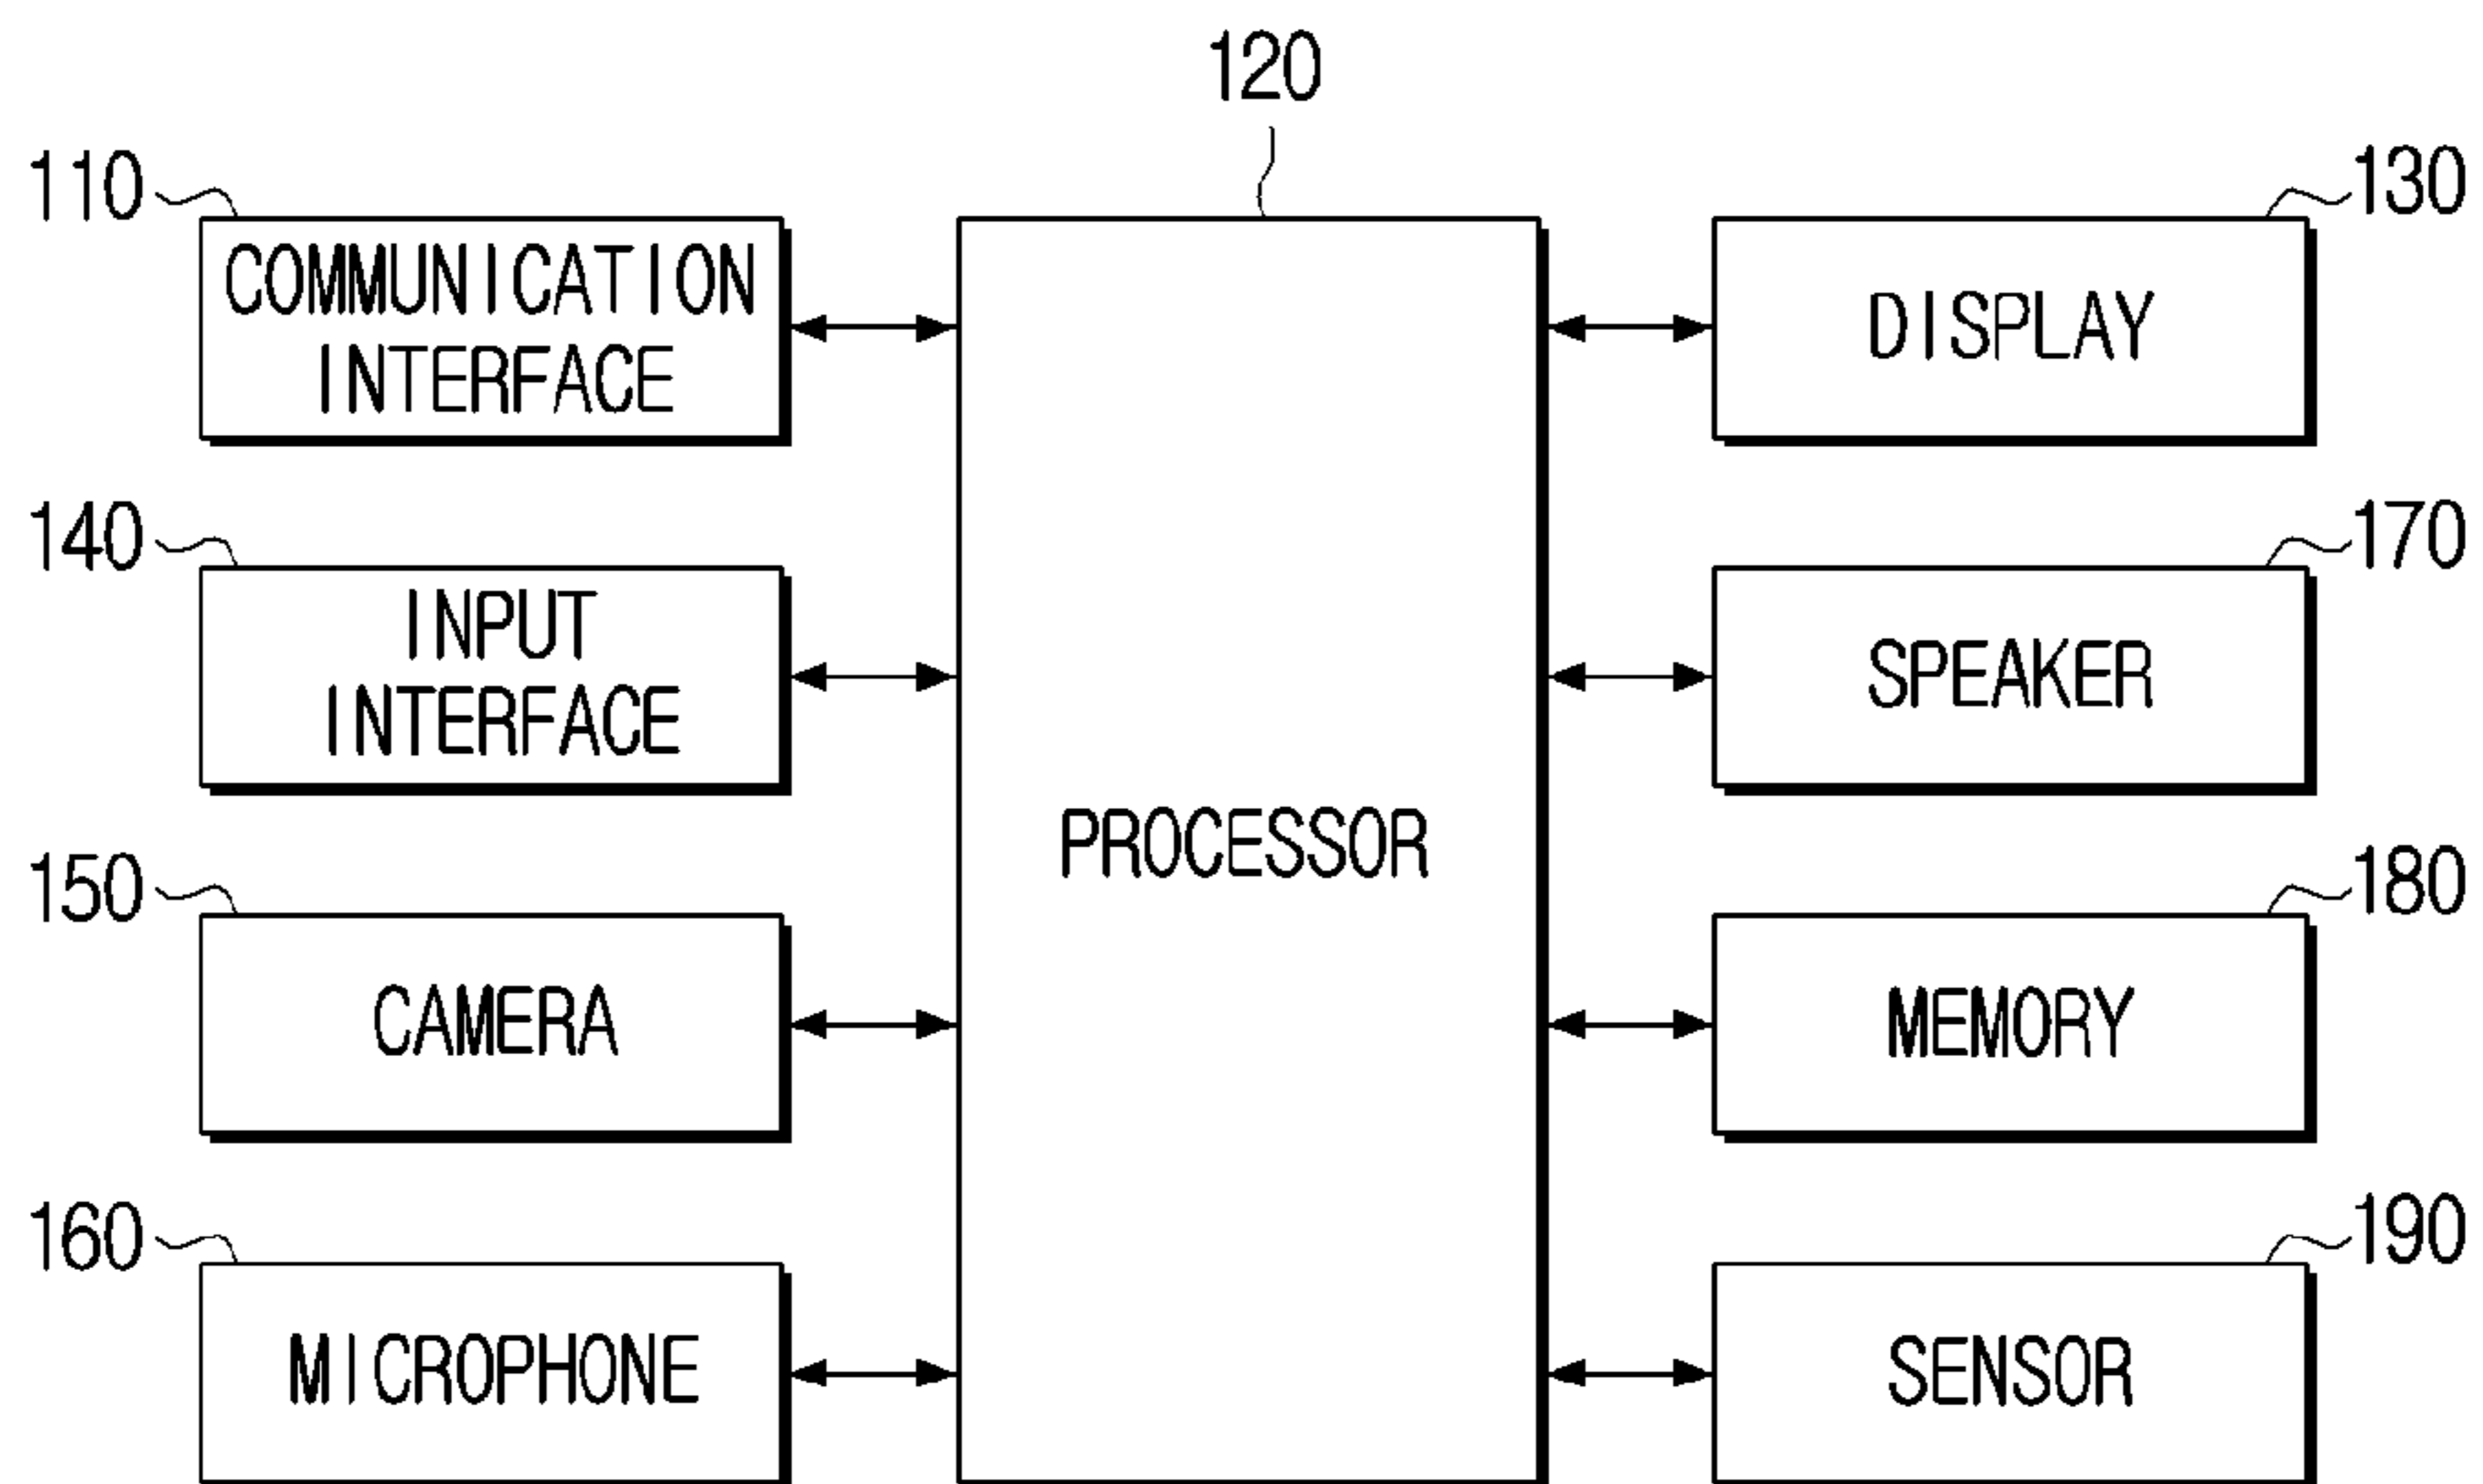 120
110
130
COMMUNICATION
INTERFACE
DISPLAY
140
170
INPUT
INTERFACE
SPEAKER
PROCESSOR
150
180
CAMERA
MEMORY
160
190
MICROPHONE
SENSOR